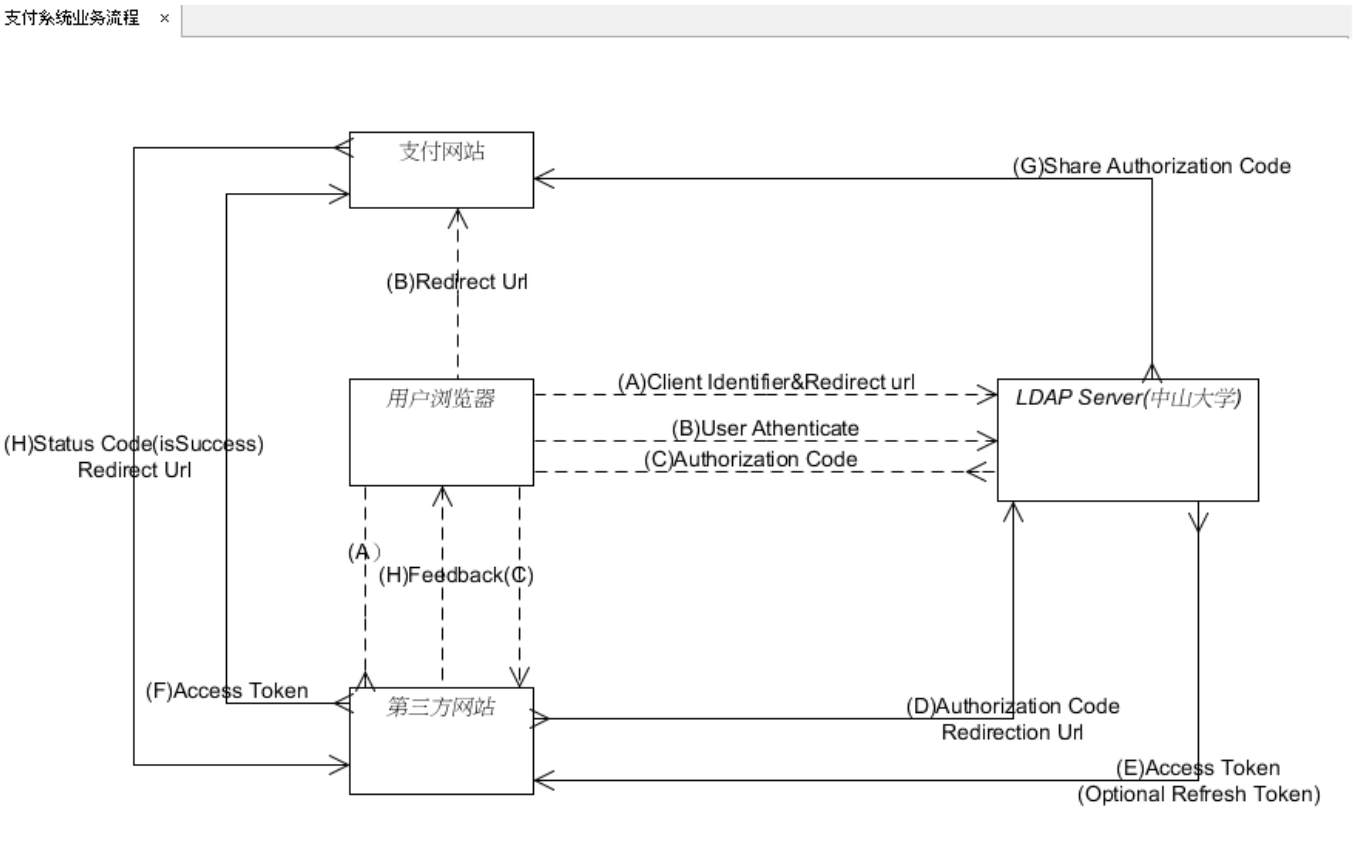 支付系统业务流程 ×
支付网站
(G)Share Authorization Code
(B)Redirect Url
用户浏览器
(A)Client Identifier&Redirect url
LDAP Server(中山大学)
(B)User Athenticate
(C)Authorization Code
(H)Status Code(isSuccess)
Redirect Url
(A）
(H)Feedback
(C)
(F)Access Token
第三方网站
(D)Authorization Code
Redirection Url
(E)Access Token
(Optional Refresh Token)